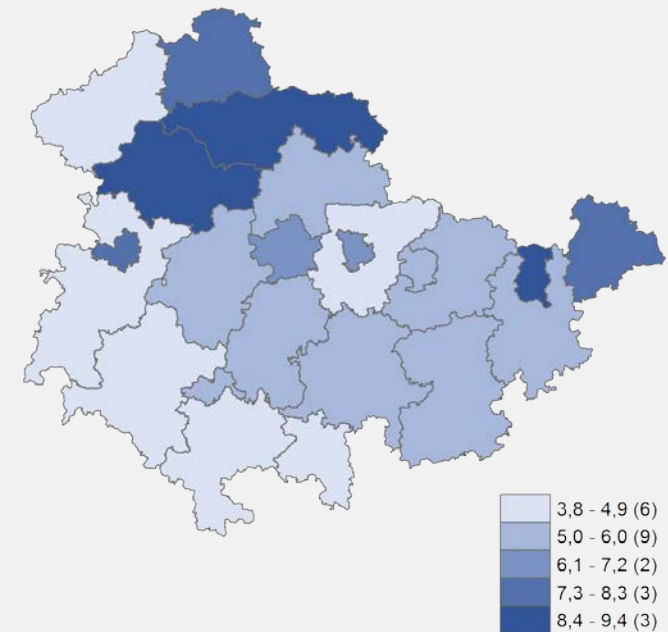 3,8 - 4,9 (6)
5,0 - 6,0 (9)
6,1 - 7,2 (2)
7,3 - 8,3 (3)
8,4 - 9,4 (3)